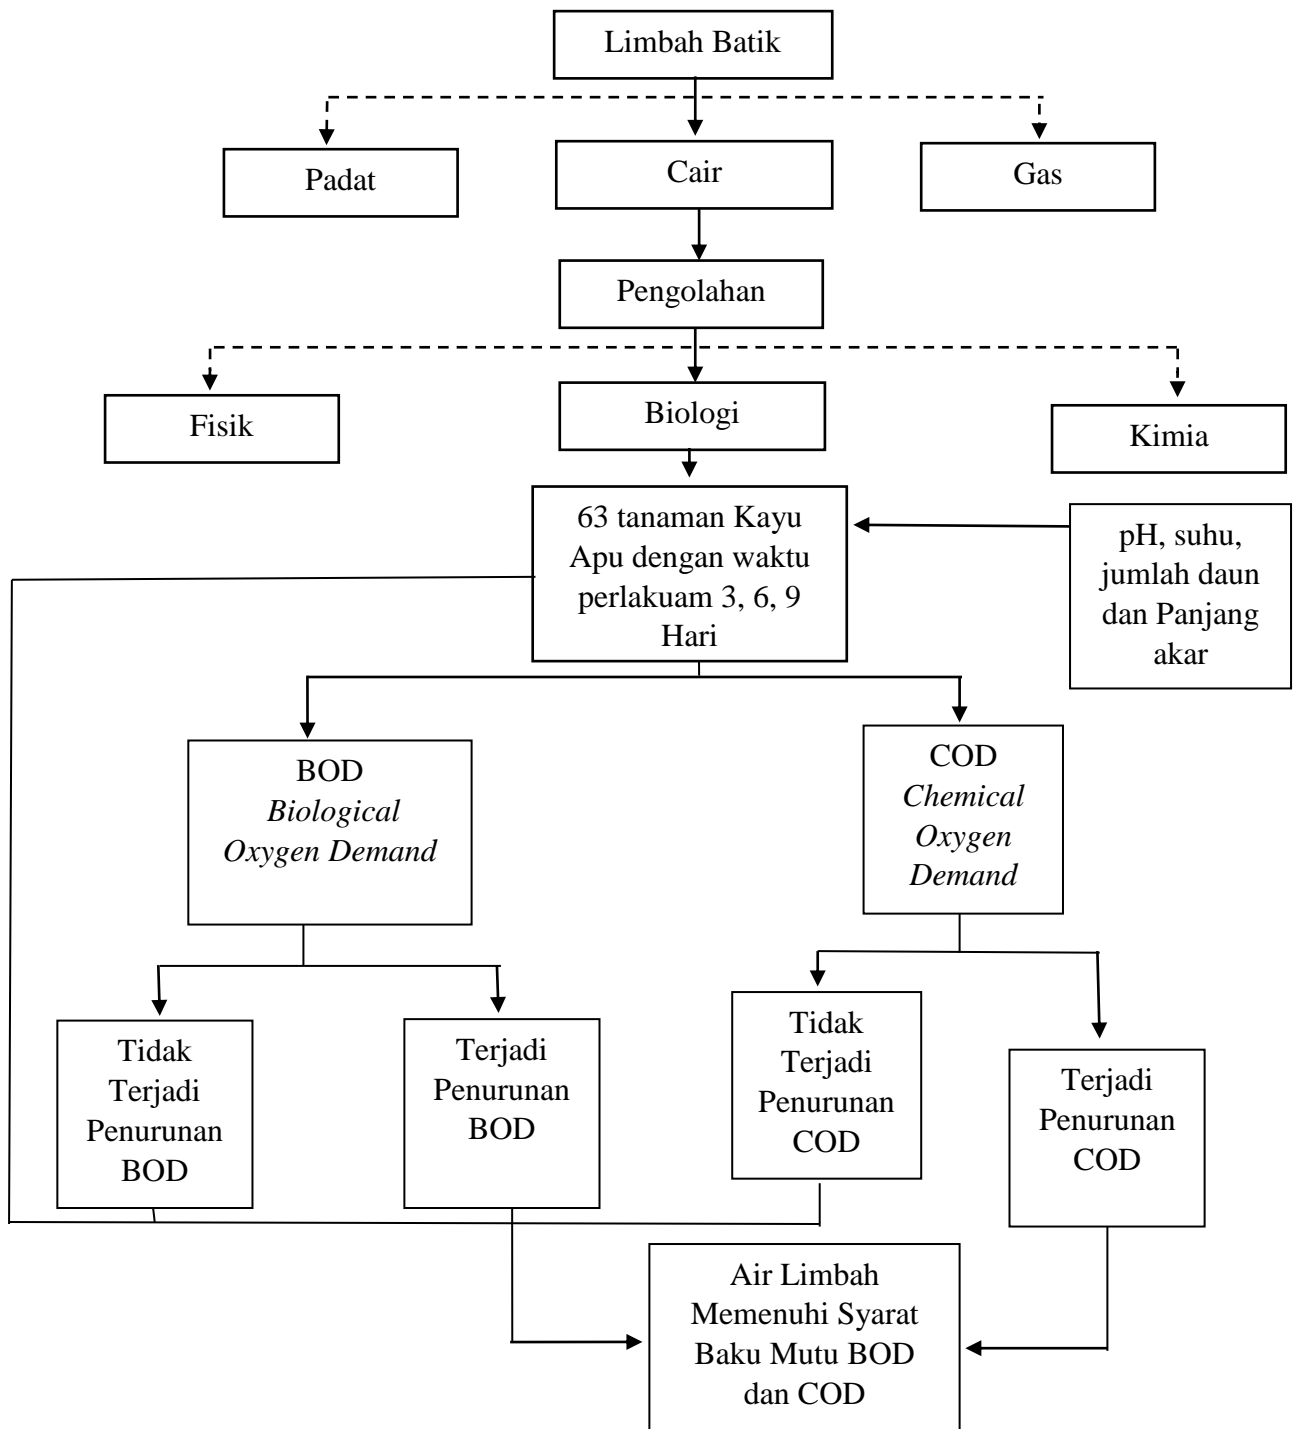 Limbah Batik
Padat
Cair
Gas
Pengolahan
Fisik
Biologi
Kimia
63 tanaman Kayu
Apu dengan waktu
perlakuam 3, 6, 9
Hari
pH, suhu,
jumlah daun
dan Panjang
akar
BOD
Biological
Oxygen Demand
COD
Chemical
Oxygen
Demand
Tidak
Terjadi
Penurunan
BOD
Terjadi
Penurunan
BOD
Tidak
Terjadi
Penurunan
COD
Terjadi
Penurunan
COD
Air Limbah
Memenuhi Syarat
Baku Mutu BOD
dan COD